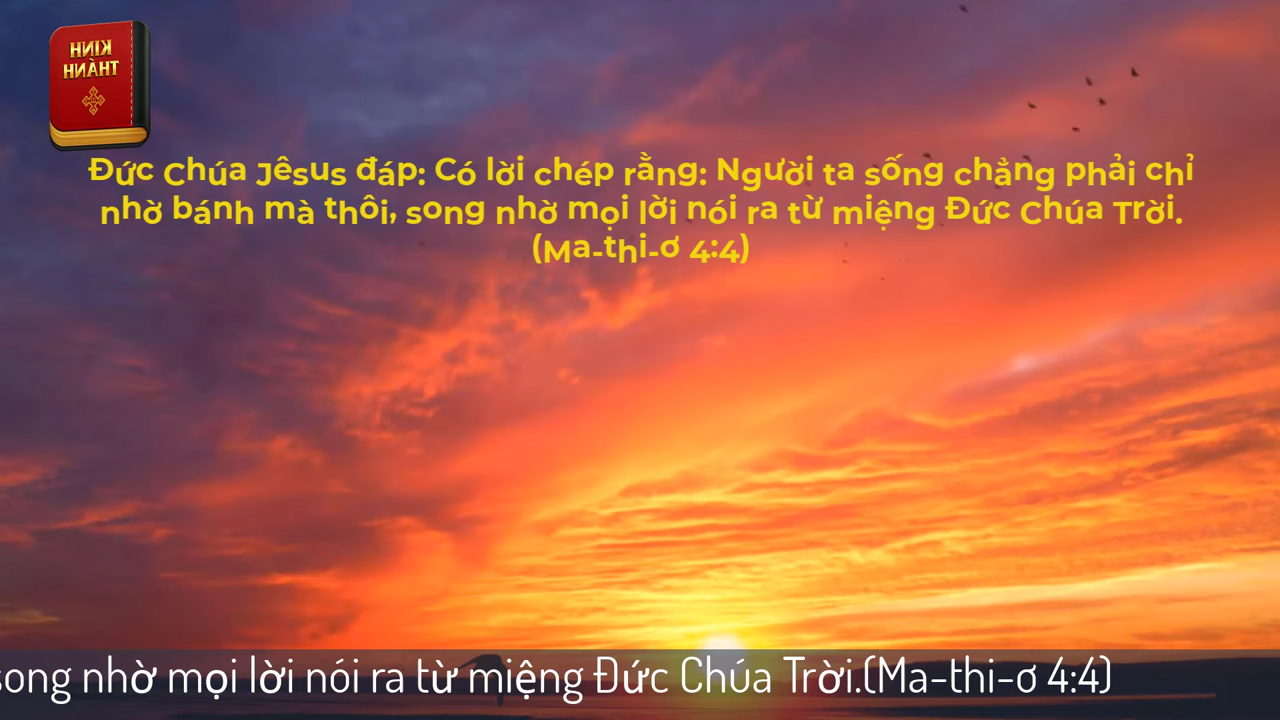 KINH
THÀNH
Đức Chúa Jêsus đáp: Có lời chép rằng: Người ta sống chẳng phải chỉ
nhờ bánh mà thôi, song nhờ mọi lời nói ra từ miệng Đức Chúa Trời.
(Ma-thi-ơ 4:4)
song nhờ mọi lời nói ra từ miệng Đức Chúa Trời.(Ma-thi-ơ 4:4)